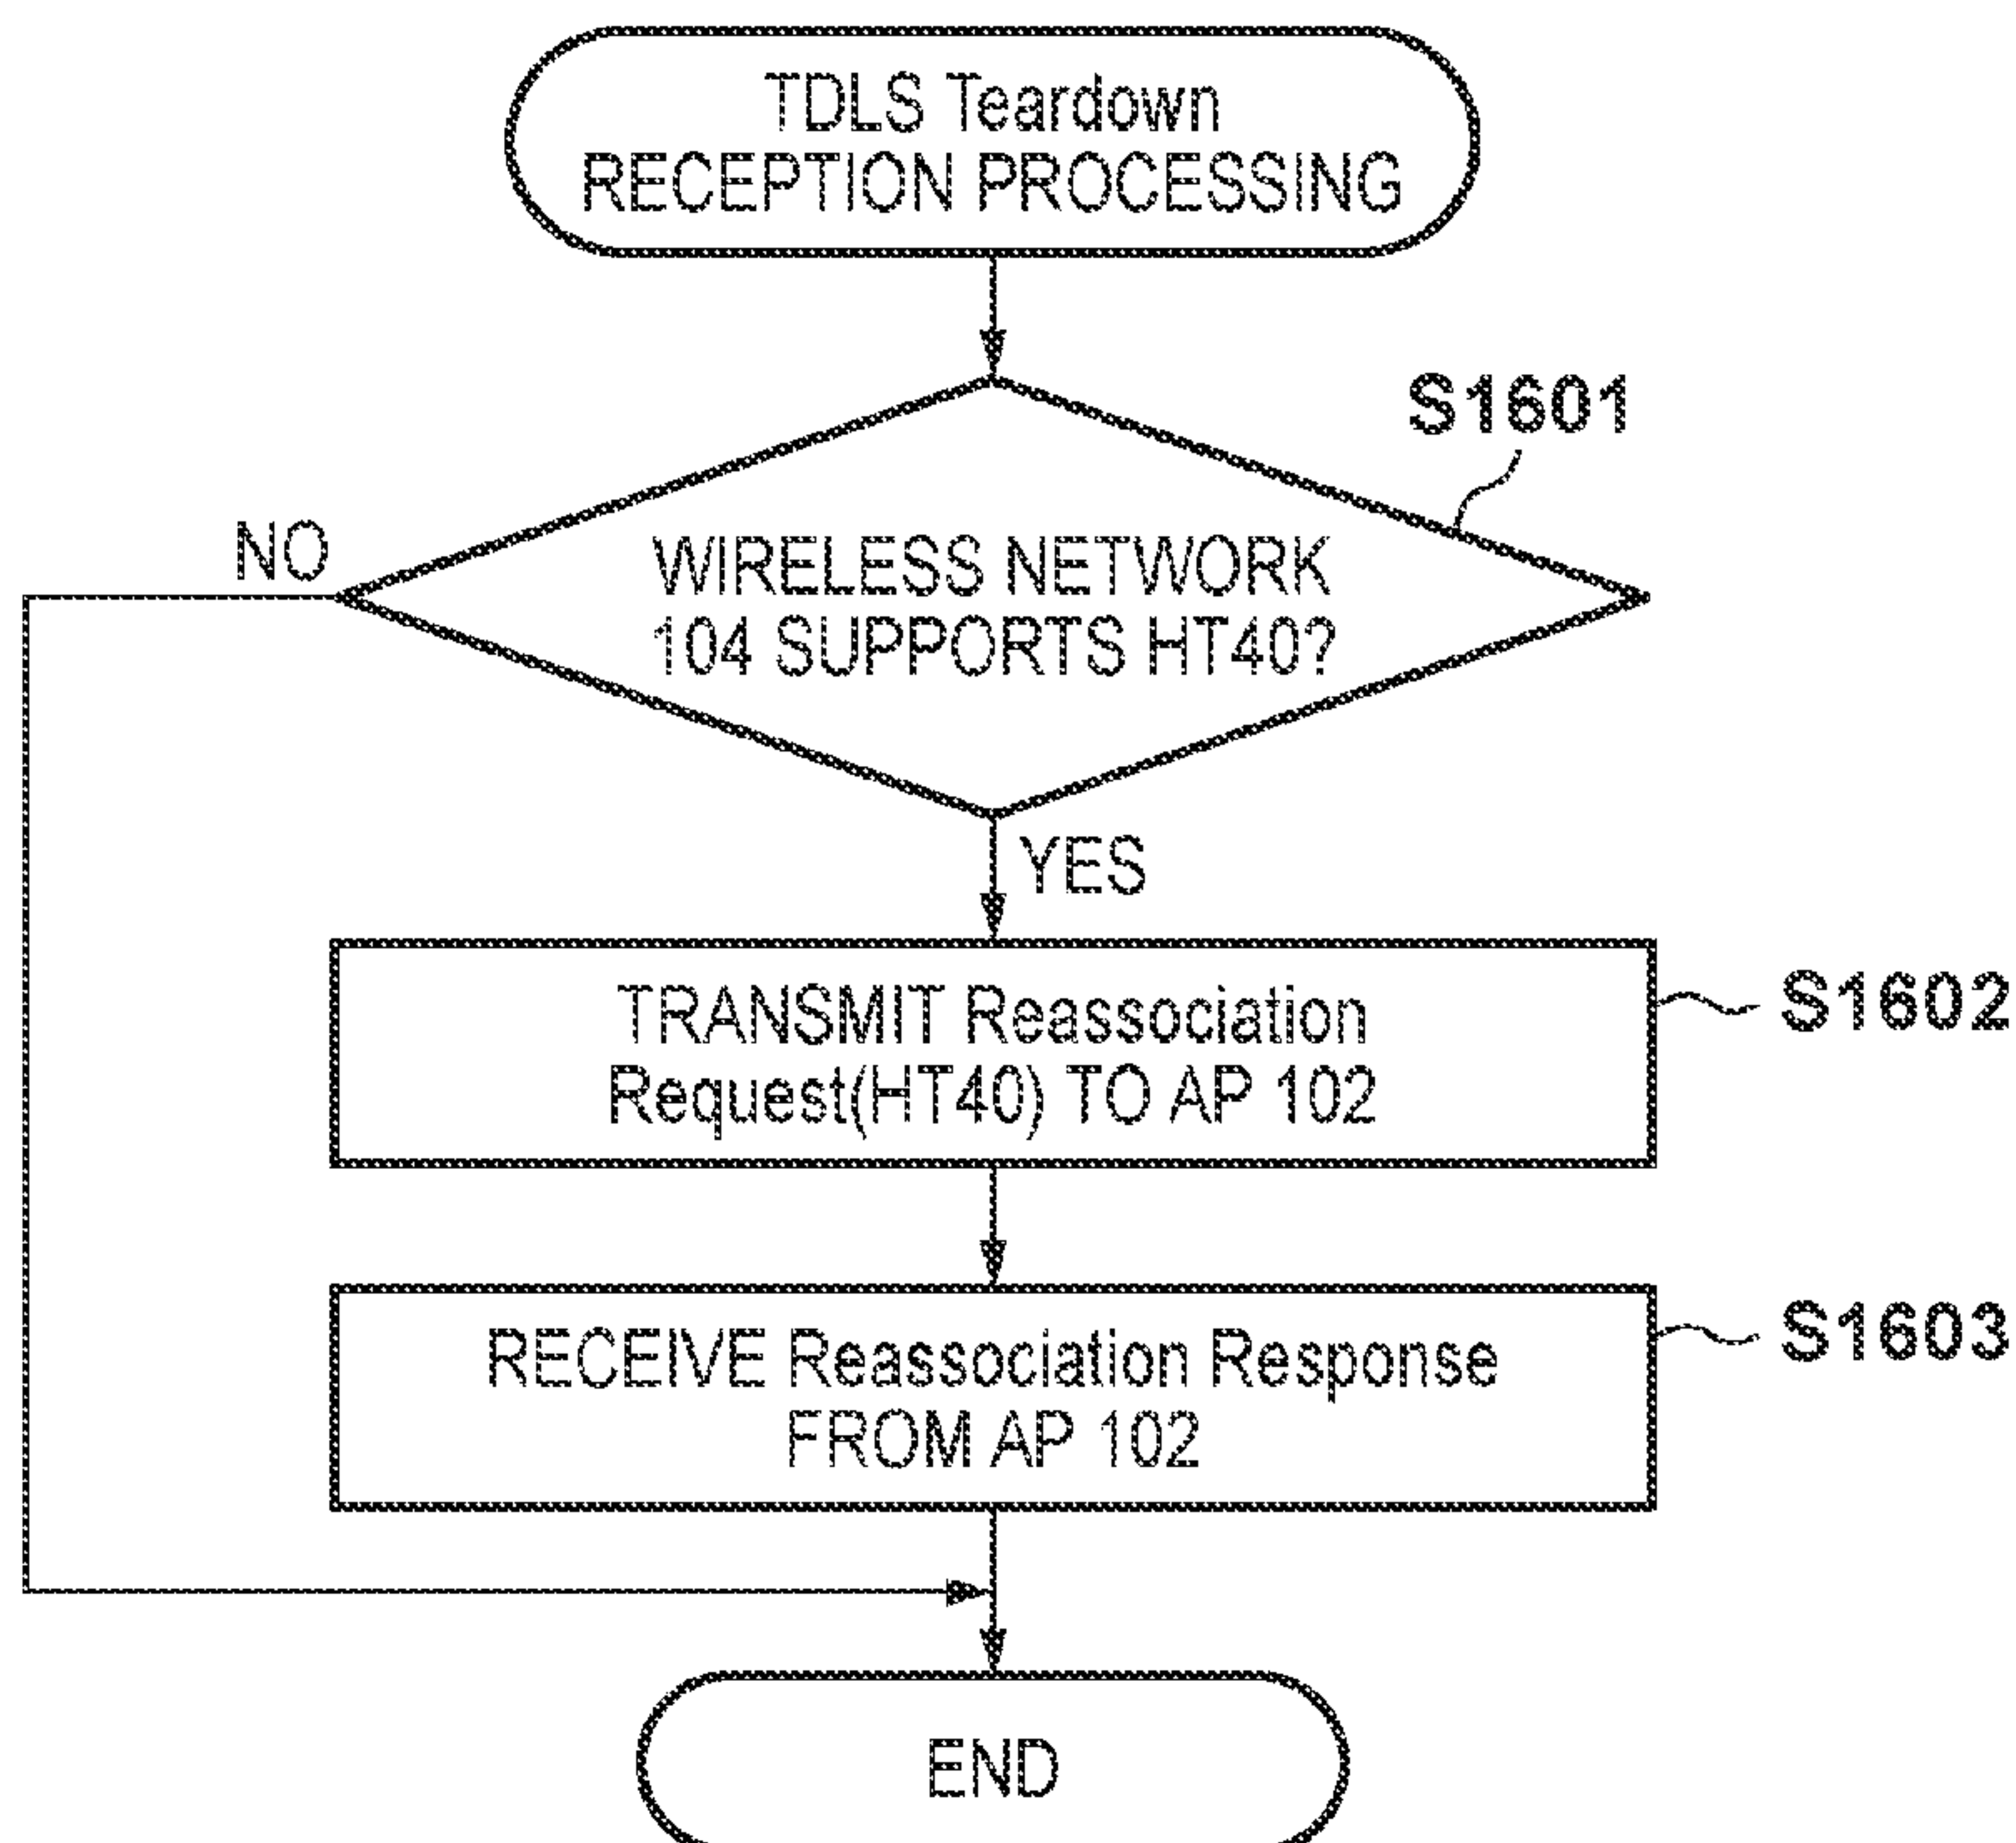 TDLS Teardown
RECEPTION PROCESSING
S1601
NO
WIRELESS NETWORK
104 SUPPORTS HT40?
YES
TRANSMIT Reassociation
Request(HT40) TO AP 102
S1602
RECEIVE Reassociation Response
FROM AP 102
S1603
END